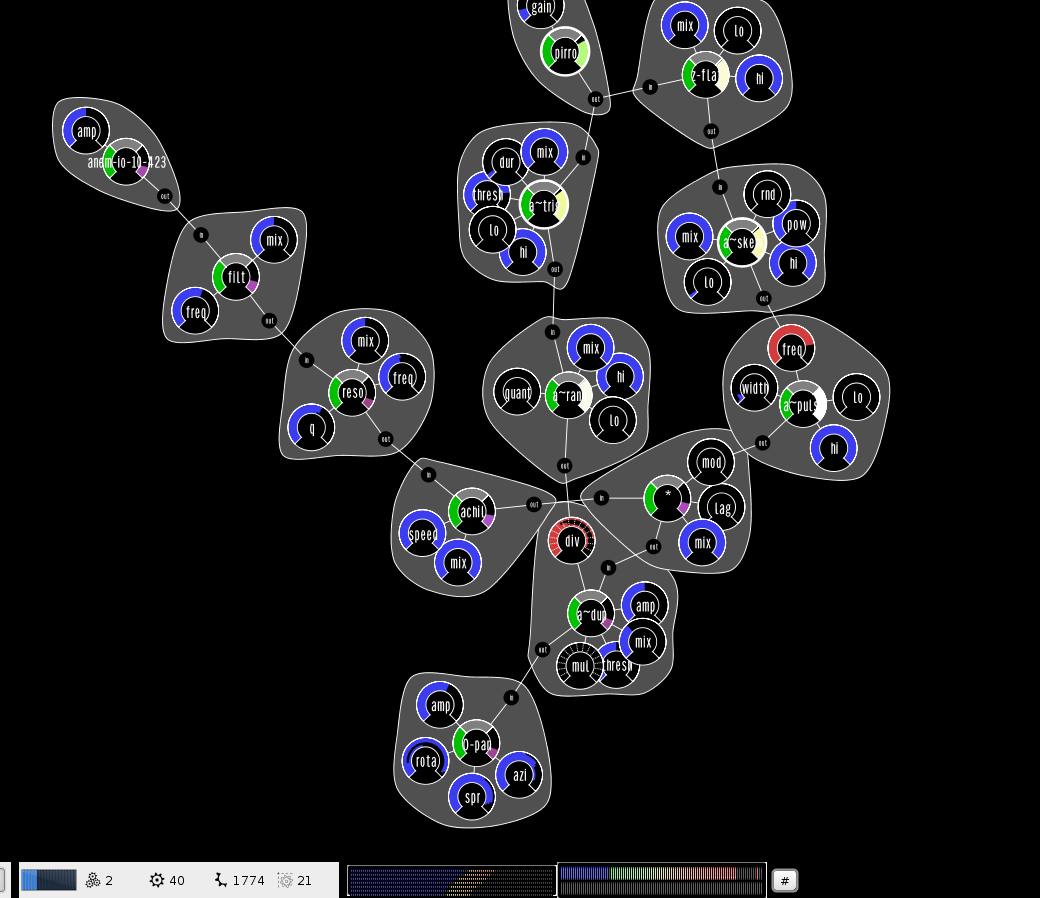 gain
pirro
out
mix
lo
z-fla
hi
in
out
amp
anem-io-10-423
out
dur
mix
in
thresh
a~trig
lo
hi
out
in
rnd
mix
pow
a~ske
hi
lo
out
in
mix
filt
freq
out
in
mix
freq
reso
q
out
in
mix
hi
quant
a~ran
lo
out
freq
width
a~puls
lo
hi
out
in
achil
out
speed
mix
in
*
mod
lag
mix
out
div
in
a~dup
amp
mix
mul
thresh
out
in
amp
0-pan
rota
azi
spr
2
40
1774
21
#